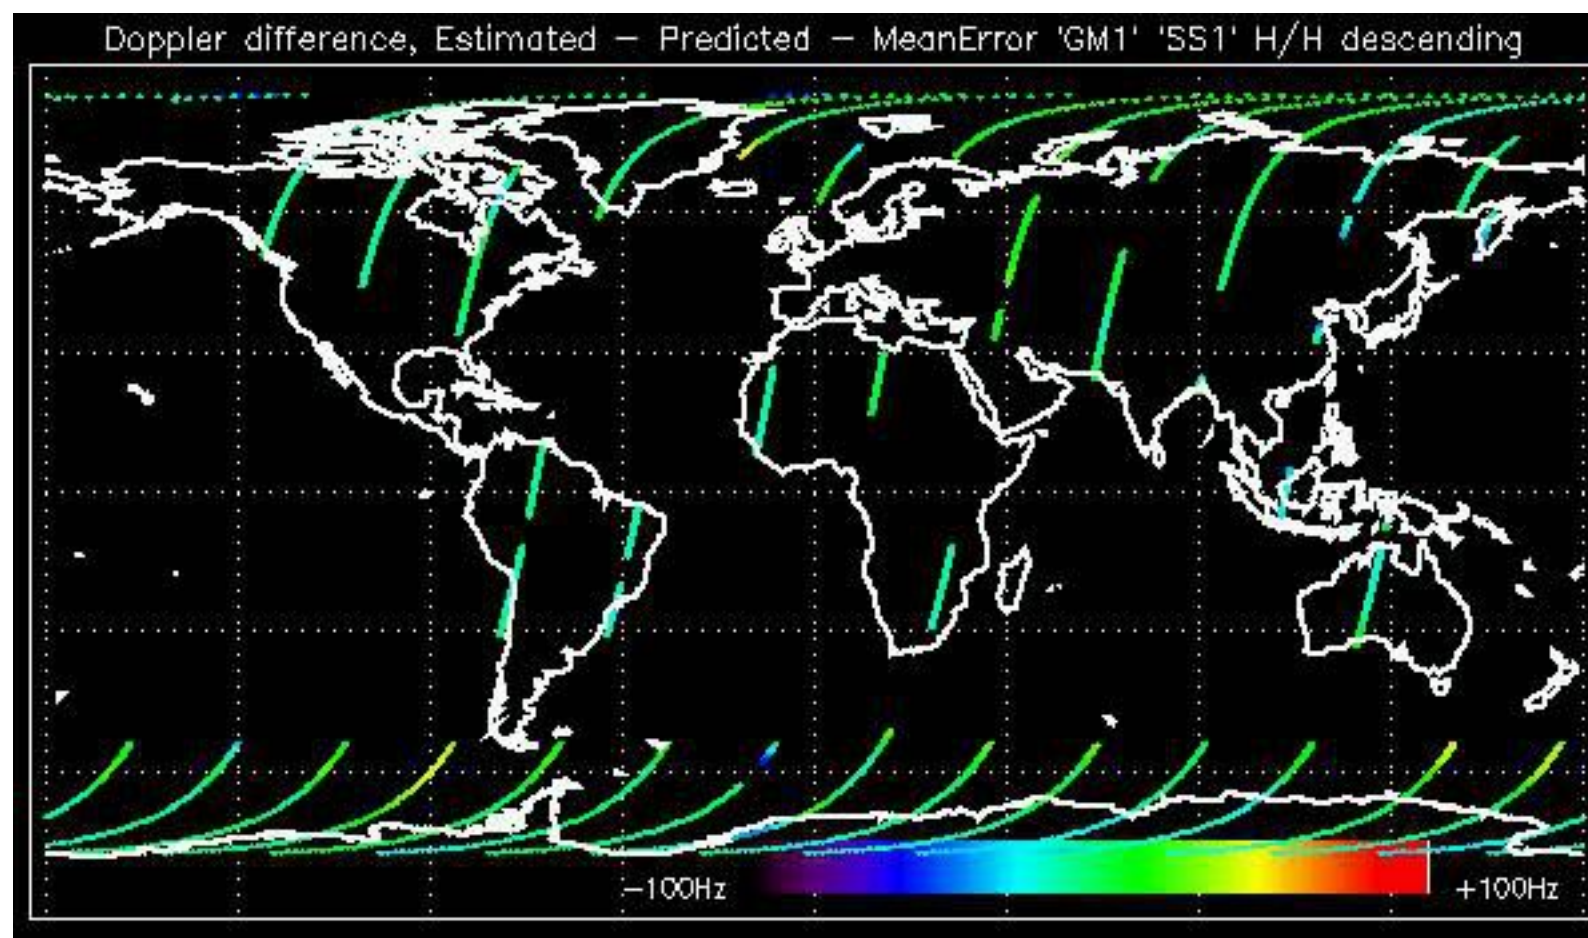 Doppler difference, Estimated — Predicted — MeanError 'GM1' 'SS1' H/H descending
−100Hz +100Hz